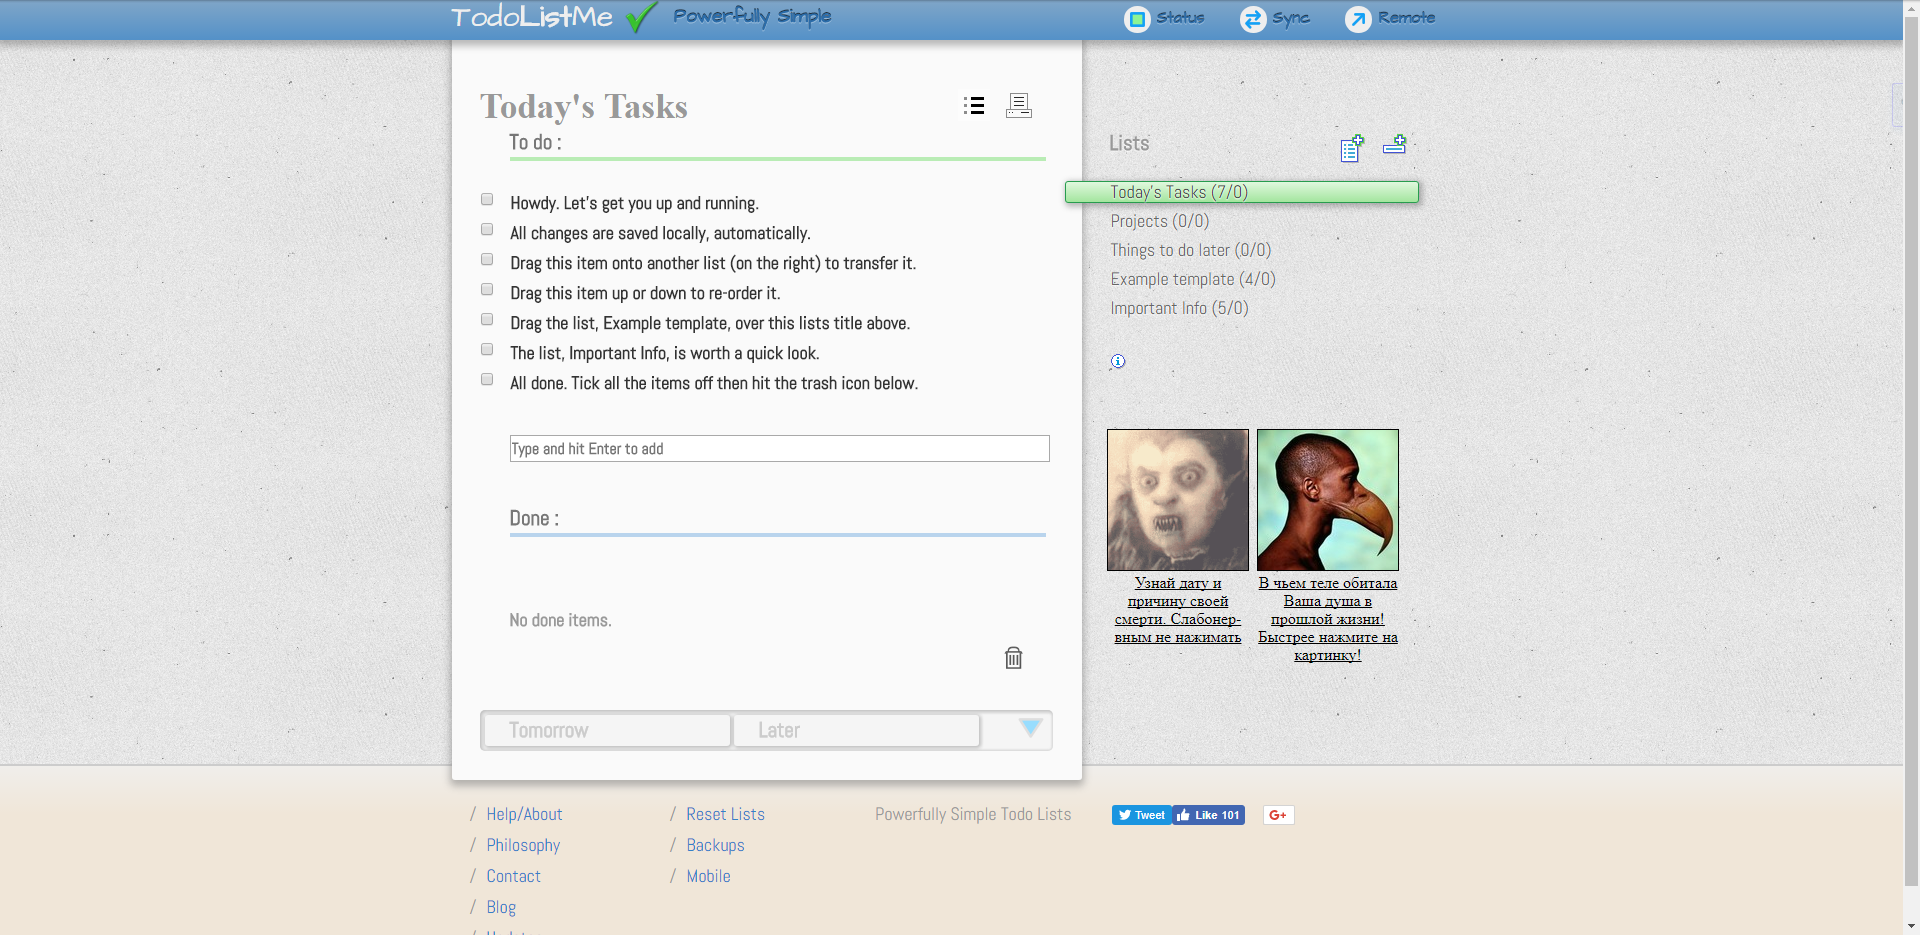 TodoListMe
Powerfully Simple
Status
Sync
Remote
Today's Tasks
To do :
Howdy. Let's get you up and running.
All changes are saved locally, automatically.
Drag this item onto another list (on the right) to transfer it.
Drag this item up or down to re-order it.
Drag the list, Example template, over this lists title above.
The list, Important Info, is worth a quick look.
All done. Tick all the items off then hit the trash icon below.
Type and hit Enter to add
Done :
No done items.
Tomorrow
Later
Lists
Today's Tasks (7/0)
Projects (0/0)
Things to do later (0/0)
Example template (4/0)
Important Info (5/0)
Узнай дату и
причину своей
смерти. Слабонер-
вным не нажимать
В чьем теле обитала
Ваша душа в
прошлой жизни!
Быстрее нажмите на
картинку!
/ Help/About
/ Philosophy
/ Contact
/ Blog
/ Reset Lists
/ Backups
/ Mobile
Powerfully Simple Todo Lists
Tweet
Like 101
G+